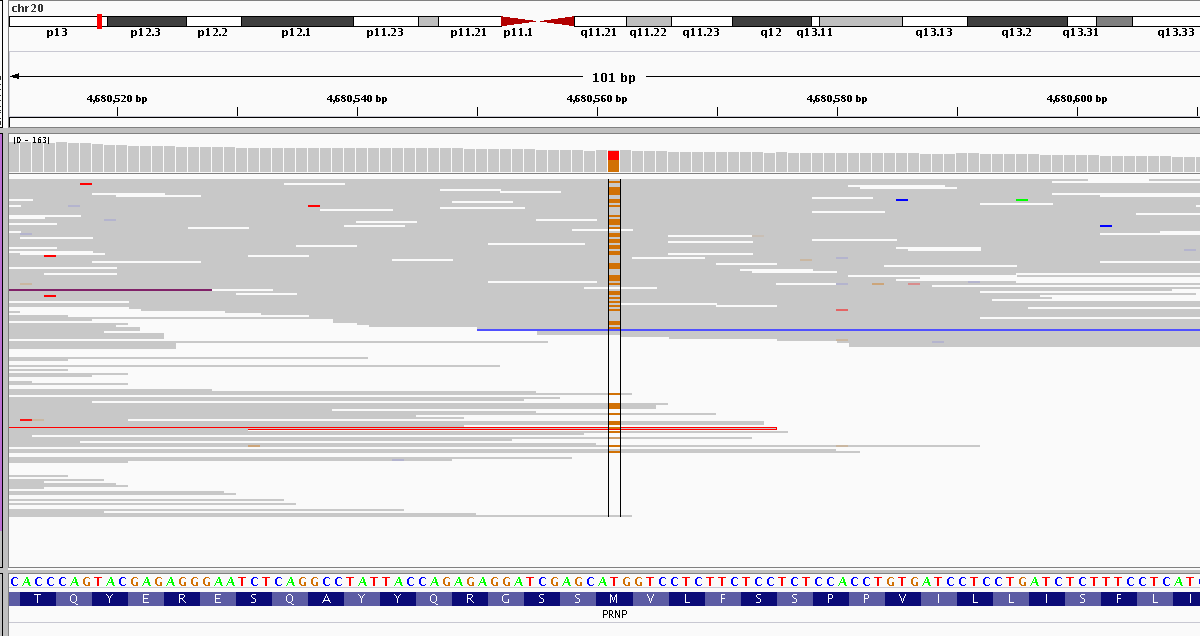 chr20
p13 p12.3 p12.2 p12.1 p11.23 p11.21 p11.1 q11.21 q11.22 q11.23 q12 q13.11 q13.13 q13.2 q13.31 q13.33
101 bp
4,680,520 bp 4,680,540 bp 4,680,560 bp 4,680,580 bp 4,680,600 bp
[0 - 163]
CACCCAGTACGAGAGGGAATCTCAGGCCTATTACCAGAGAGGATCGAGCATGGTCCTCTTCTCCTCTCCACCTGTGATCCTCCTGATCTCTTTCCTCAT
T Q Y E R E S Q A Y Y Q R G S S M V L F S S P P V I L L I S F L I
PRNP